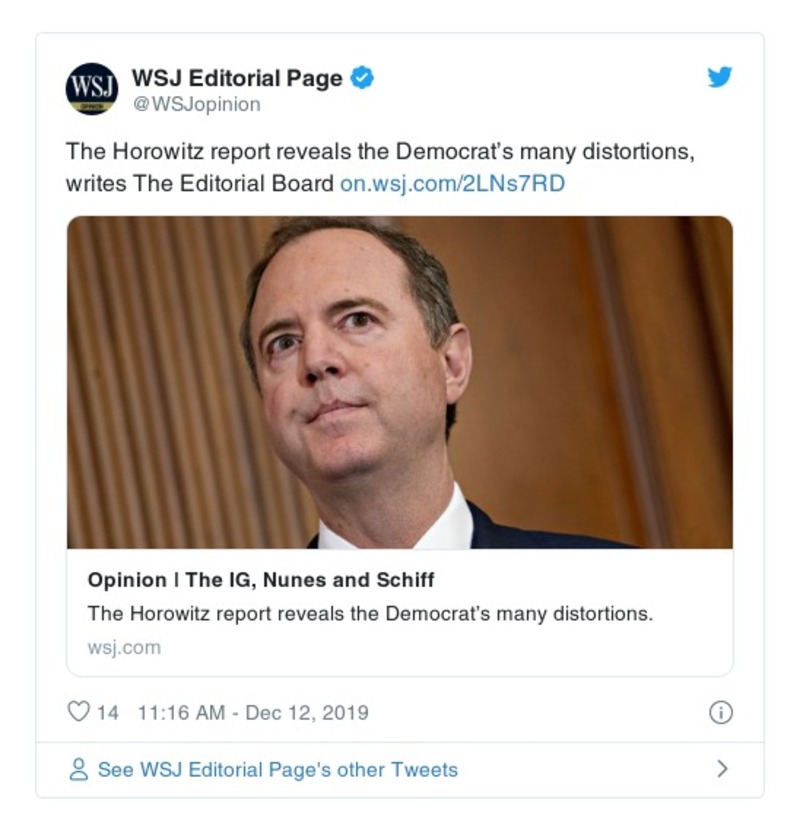 WSJ
OPINION
WSJ Editorial Page
@WSJopinion
The Horowitz report reveals the Democrat’s many distortions,
writes The Editorial Board on.wsj.com/2LNs7RD
Opinion | The IG, Nunes and Schiff
The Horowitz report reveals the Democrat’s many distortions.
wsj.com
14 11:16 AM - Dec 12, 2019
See WSJ Editorial Page's other Tweets